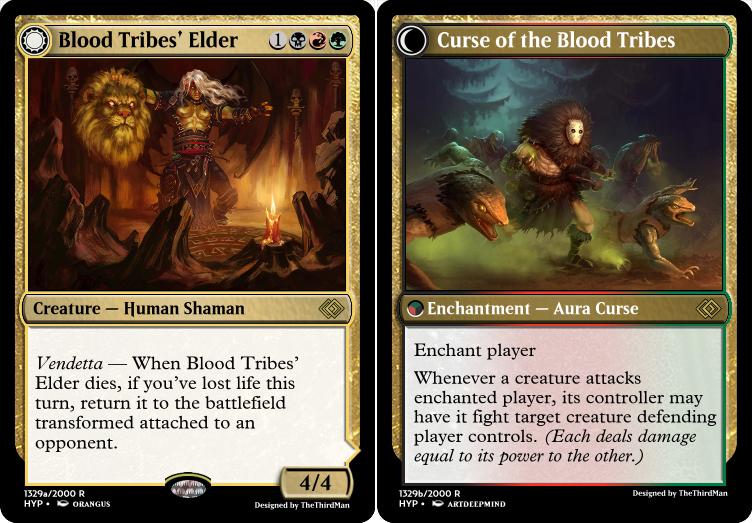 Blood Tribes' Elder
1
Creature — Human Shaman
Vendetta — When Blood Tribes'
Elder dies, if you've lost life this
turn, return it to the battlefield
transformed attached to an
opponent.
4/4
1329a/2000 R
HYP • ORANGUS
Designed by TheThirdMan
Curse of the Blood Tribes
Enchantment — Aura Curse
Enchant player
Whenever a creature attacks
enchanted player, its controller may
have it fight target creature defending
player controls. (Each deals damage
equal to its power to the other.)
1329b/2000 R
HYP • ARTDEEPMIND
Designed by TheThirdMan